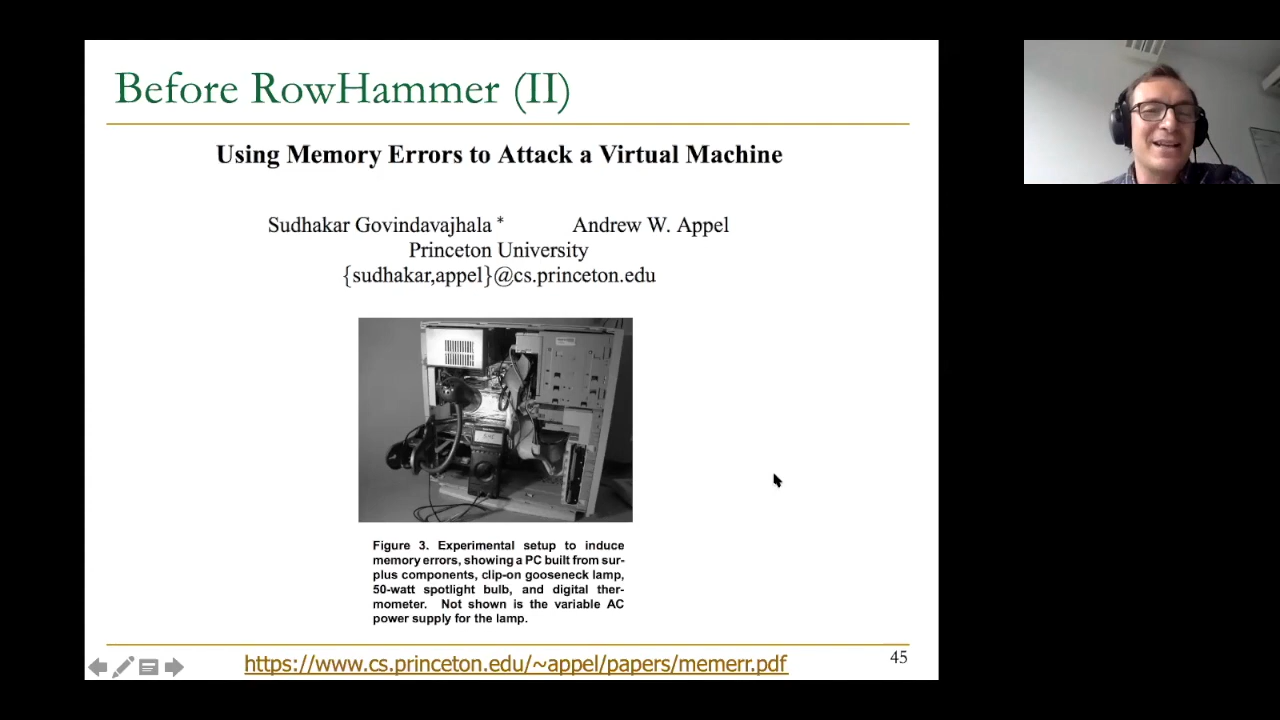 Before RowHammer (II)
Using Memory Errors to Attack a Virtual Machine
Sudhakar Govindavajhala * Andrew W. Appel
Princeton University
{sudhakar,appel}@cs.princeton.edu
Figure 3. Experimental setup to induce
memory errors, showing a PC built from sur-
plus components, clip-on gooseneck lamp,
50-watt spotlight bulb, and digital ther-
mometer. Not shown is the variable AC
power supply for the lamp.
https://www.cs.princeton.edu/~appel/papers/memerr.pdf
45